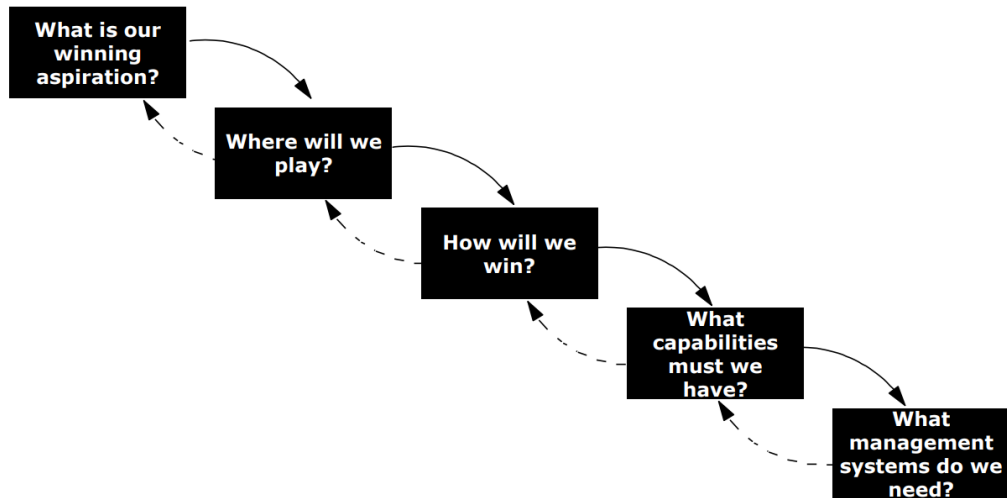 What is our
winning
aspiration?
Where will we
play?
How will we
win?
What
capabilities
must we
have?
What
management
systems do we
need?